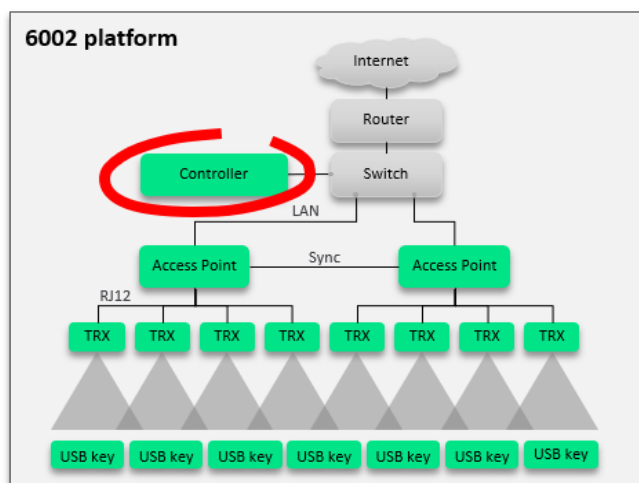 6002 platform
Internet
Router
Controller
Switch
LAN
Access Point
Sync
Access Point
RJ12
TRX TRX TRX TRX TRX TRX TRX TRX
USB key USB key USB key USB key USB key USB key USB key